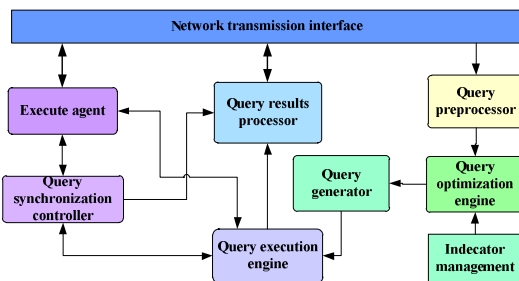 Network transmission interface
Execute agent
Query results
processor
Query
preprocessor
Query
synchronization
controller
Query
generator
Query
optimization
engine
Query execution
engine
Indecator
management